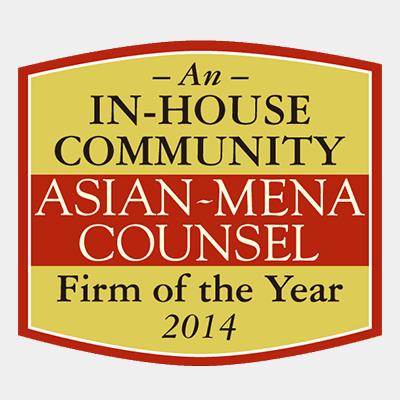 – An –
IN-HOUSE
COMMUNITY
ASIAN~MENA
COUNSEL
Firm of the Year
2014